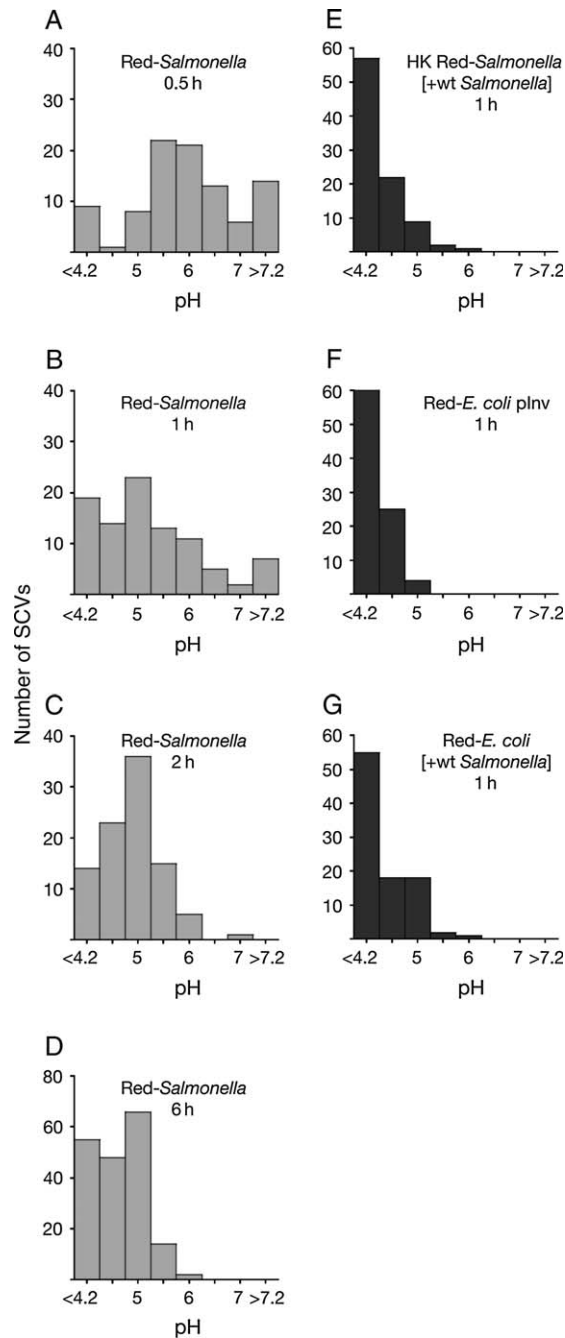 A
Red-Salmonella
0.5 h
40
30
20
10
<4.2 5 6 7 >7.2
pH
B
Red-Salmonella
1 h
40
30
20
10
<4.2 5 6 7 >7.2
pH
C
Red-Salmonella
2 h
40
30
20
10
<4.2 5 6 7 >7.2
pH
D
Red-Salmonella
6 h
80
60
40
20
<4.2 5 6 7 >7.2
pH
Number of SCVs
E
HK Red-Salmonella
[+wt Salmonella]
1 h
60
50
40
30
20
10
<4.2 5 6 7 >7.2
pH
F
Red-E. coli pInv
1 h
60
50
40
30
20
10
<4.2 5 6 7 >7.2
pH
G
Red-E. coli
[+wt Salmonella]
1 h
60
50
40
30
20
10
<4.2 5 6 7 >7.2
pH